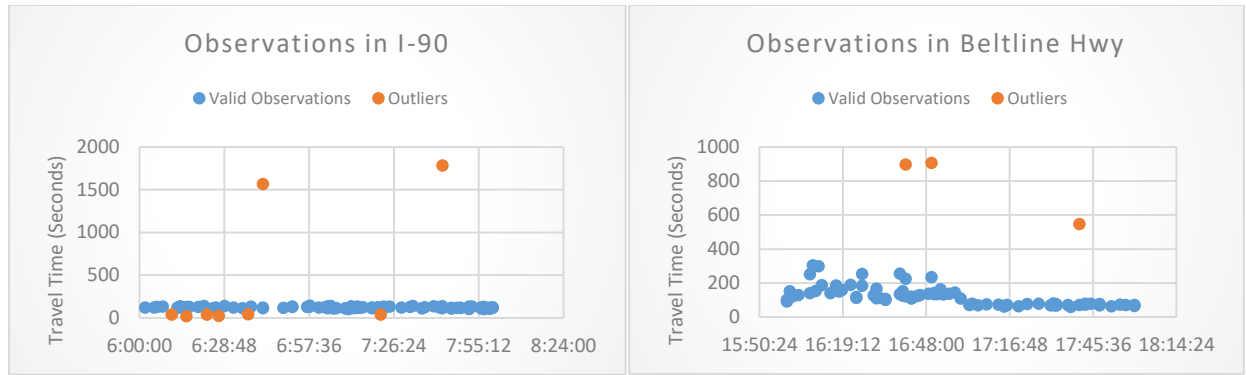 Observations in I-90
Valid Observations Outliers
Travel Time (Seconds)
2000
1500
1000
500
0
6:00:00 6:28:48 6:57:36 7:26:24 7:55:12 8:24:00
Observations in Beltline Hwy
Valid Observations Outliers
Travel Time (Seconds)
1000
800
600
400
200
0
15:50:24 16:19:12 16:48:00 17:16:48 17:45:36 18:14:24